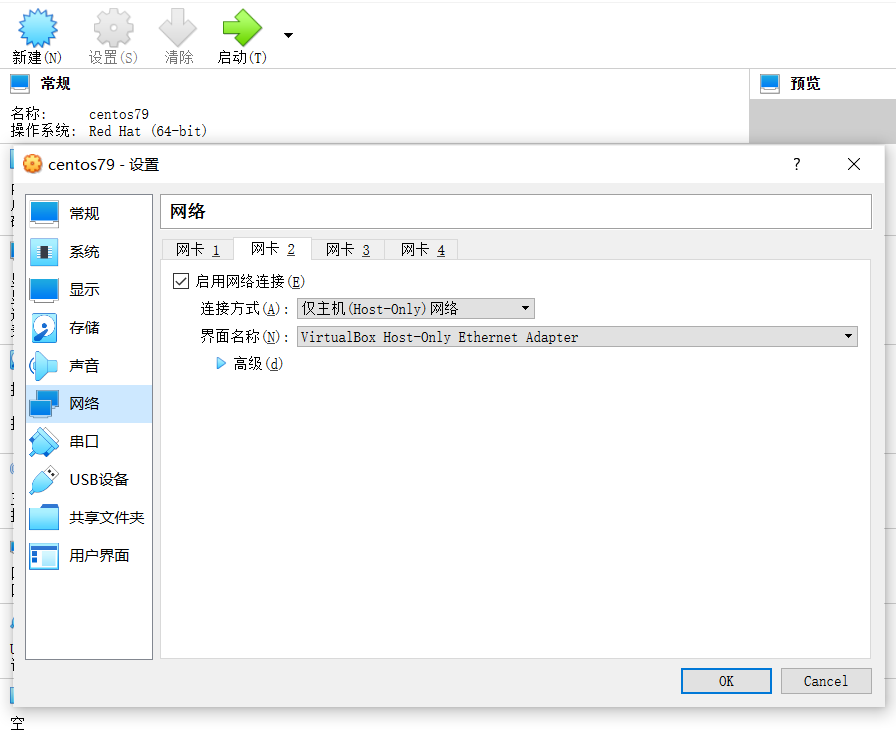 新建(N) 设置(S) 清除 启动(T)
常规 预览
名称: centos79
操作系统: Red Hat (64-bit)
centos79 - 设置 ?
常规
系统
显示
存储
声音
网络
串口
USB设备
共享文件夹
用户界面
网络
网卡 1 网卡 2 网卡 3 网卡 4
启用网络连接(E)
连接方式(A): 仅主机(Host-Only)网络
界面名称(N): VirtualBox Host-Only Ethernet Adapter
高级(d)
OK Cancel
空